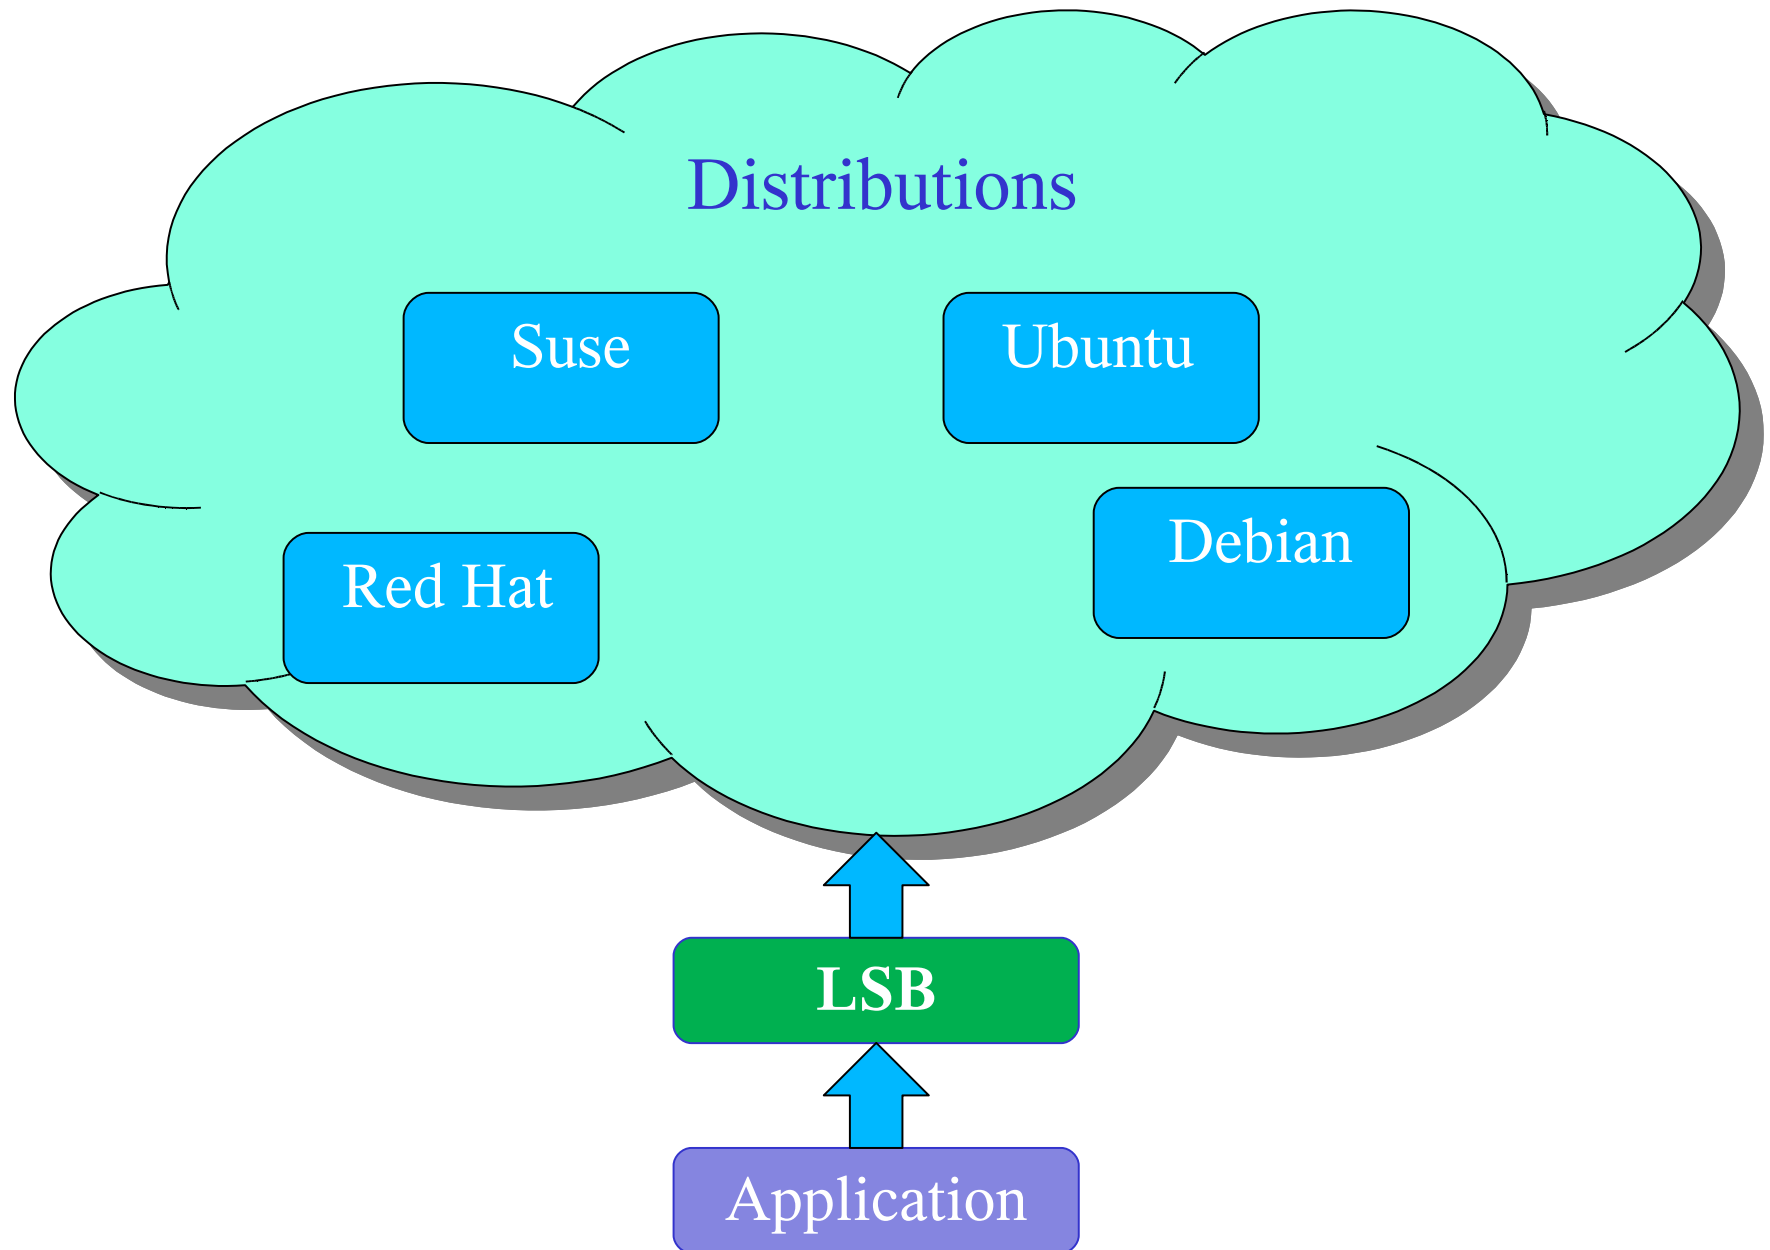 Distributions
Suse
Ubuntu
Debian
Red Hat
LSB
Application